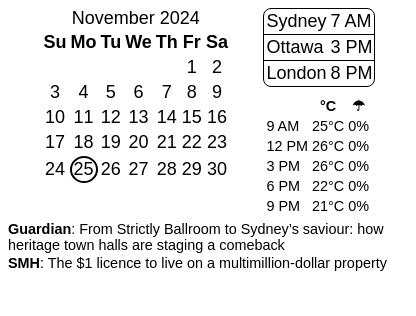 November 2024
Su Mo Tu We Th Fr Sa
1 2
3 4 5 6 7 8 9
10 11 12 13 14 15 16
17 18 19 20 21 22 23
24 25 26 27 28 29 30
Sydney 7 AM
Ottawa 3 PM
London 8 PM
°C ☂
9 AM 25°C 0%
12 PM 26°C 0%
3 PM 26°C 0%
6 PM 22°C 0%
9 PM 21°C 0%
Guardian: From Strictly Ballroom to Sydney’s saviour: how
heritage town halls are staging a comeback
SMH: The $1 licence to live on a multimillion-dollar property